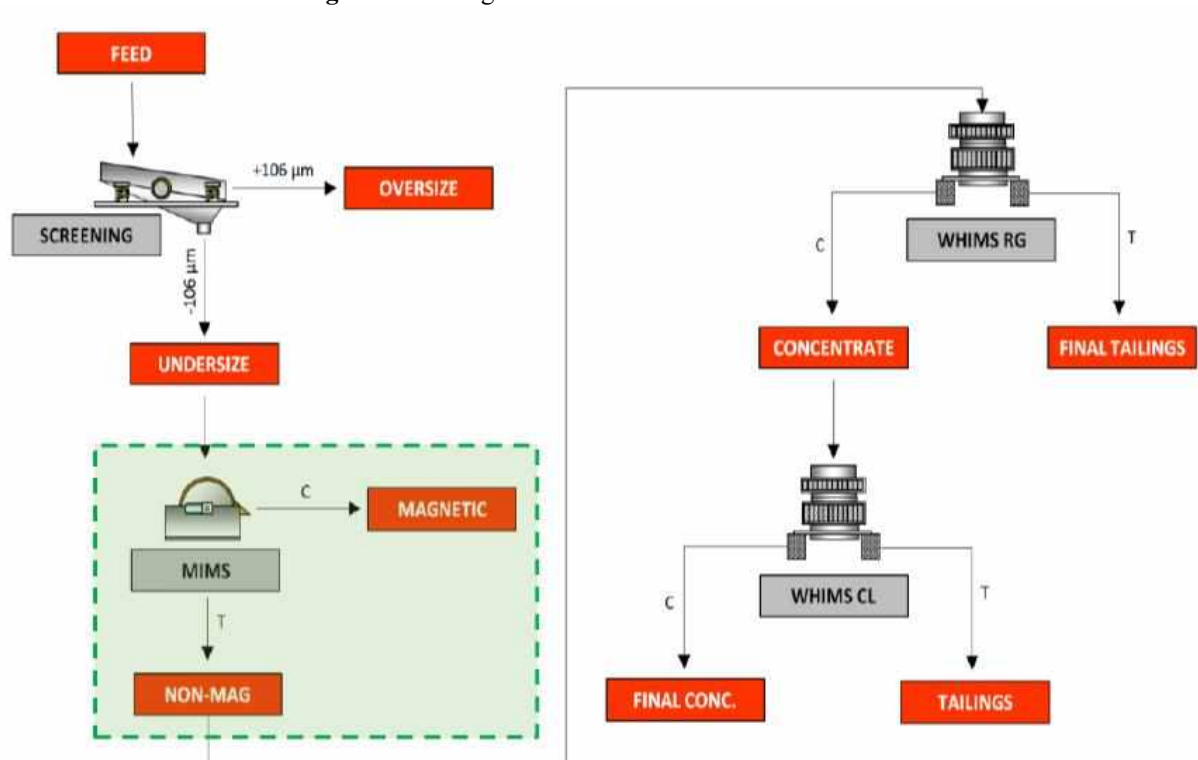 FEED
+106 µm
OVERSIZE
SCREENING
-106 µm
UNDERSIZE
C
MAGNETIC
MIMS
T
NON-MAG
WHIMS RG
C
T
CONCENTRATE
FINAL TAILINGS
WHIMS CL
C
T
FINAL CONC.
TAILINGS